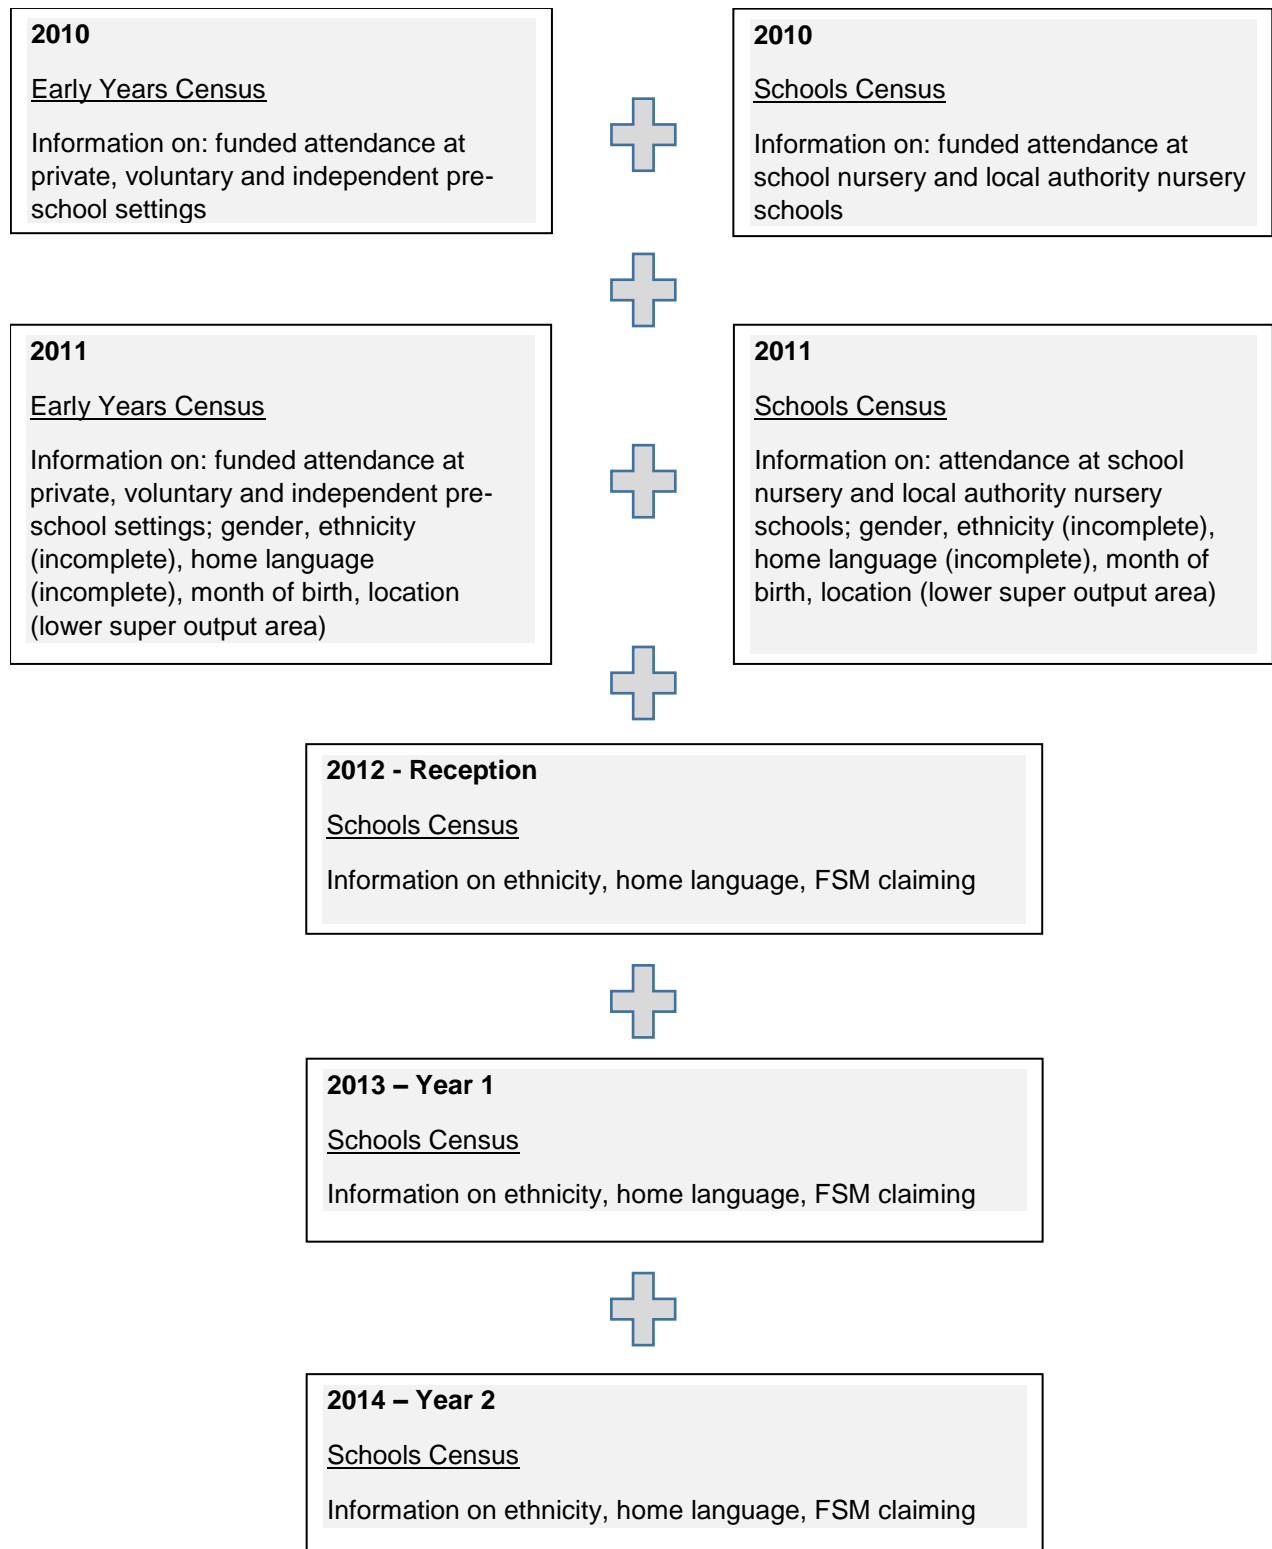 2010
Early Years Census
Information on: funded attendance at
private, voluntary and independent pre-
school settings
2010
Schools Census
Information on: funded attendance at
school nursery and local authority nursery
schools
2011
Early Years Census
Information on: funded attendance at
private, voluntary and independent pre-
school settings; gender, ethnicity
(incomplete), home language
(incomplete), month of birth, location
(lower super output area)
2011
Schools Census
Information on: attendance at school
nursery and local authority nursery
schools; gender, ethnicity (incomplete),
home language (incomplete), month of
birth, location (lower super output area)
2012 - Reception
Schools Census
Information on ethnicity, home language, FSM claiming
2013 – Year 1
Schools Census
Information on ethnicity, home language, FSM claiming
2014 – Year 2
Schools Census
Information on ethnicity, home language, FSM claiming